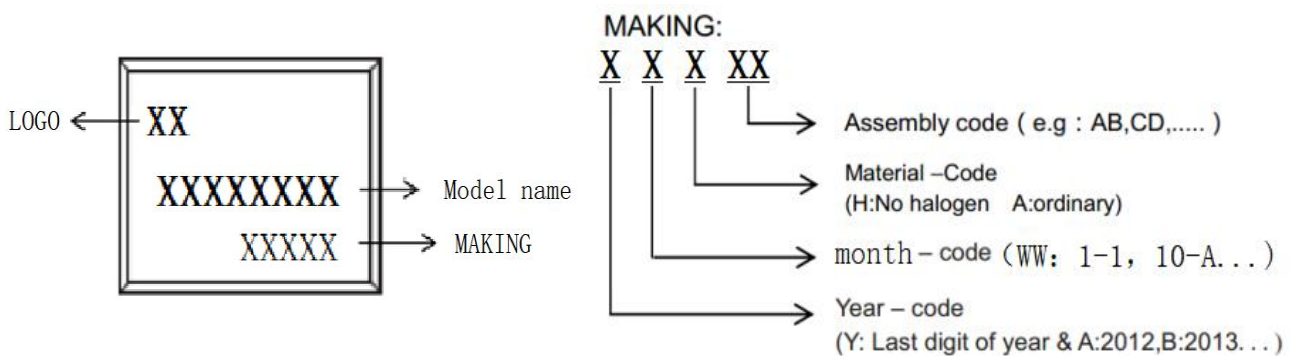 LOGO
XX
XXXXXXXX
Model name
XXXXX
MAKING
MAKING:
X X X XX
Assembly code ( e.g : AB,CD,..... )
Material –Code
(H:No halogen A:ordinary)
month – code (WW: 1-1, 10-A...)
Year – code
(Y: Last digit of year & A:2012,B:2013...)